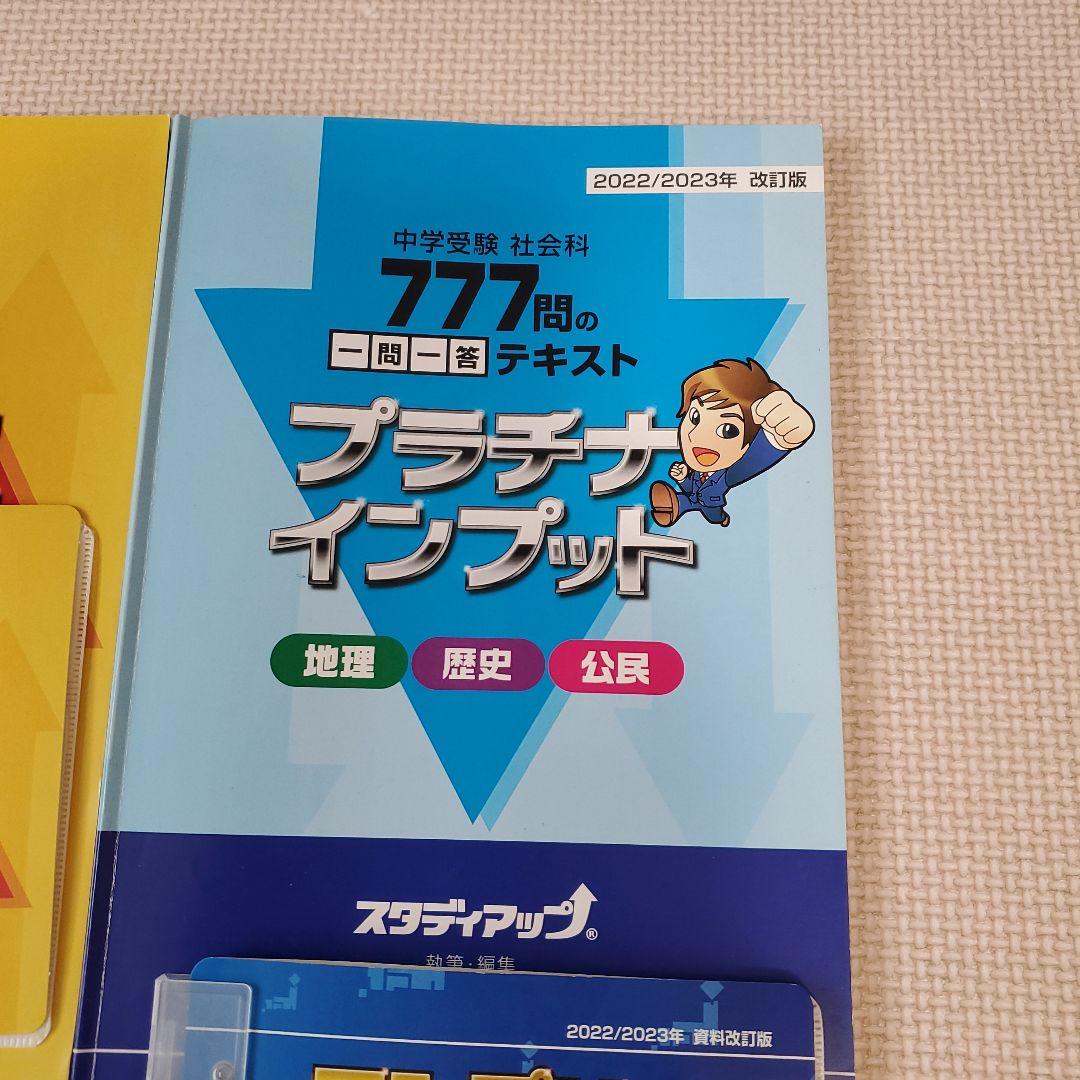 2022/2023年 改訂版
中学受験 社会科
777問の
一問一答テキスト
プラチナ
インプット
地理 歴史 公民
スタディアップ®
執筆・編集
2022/2023年 資料改訂版